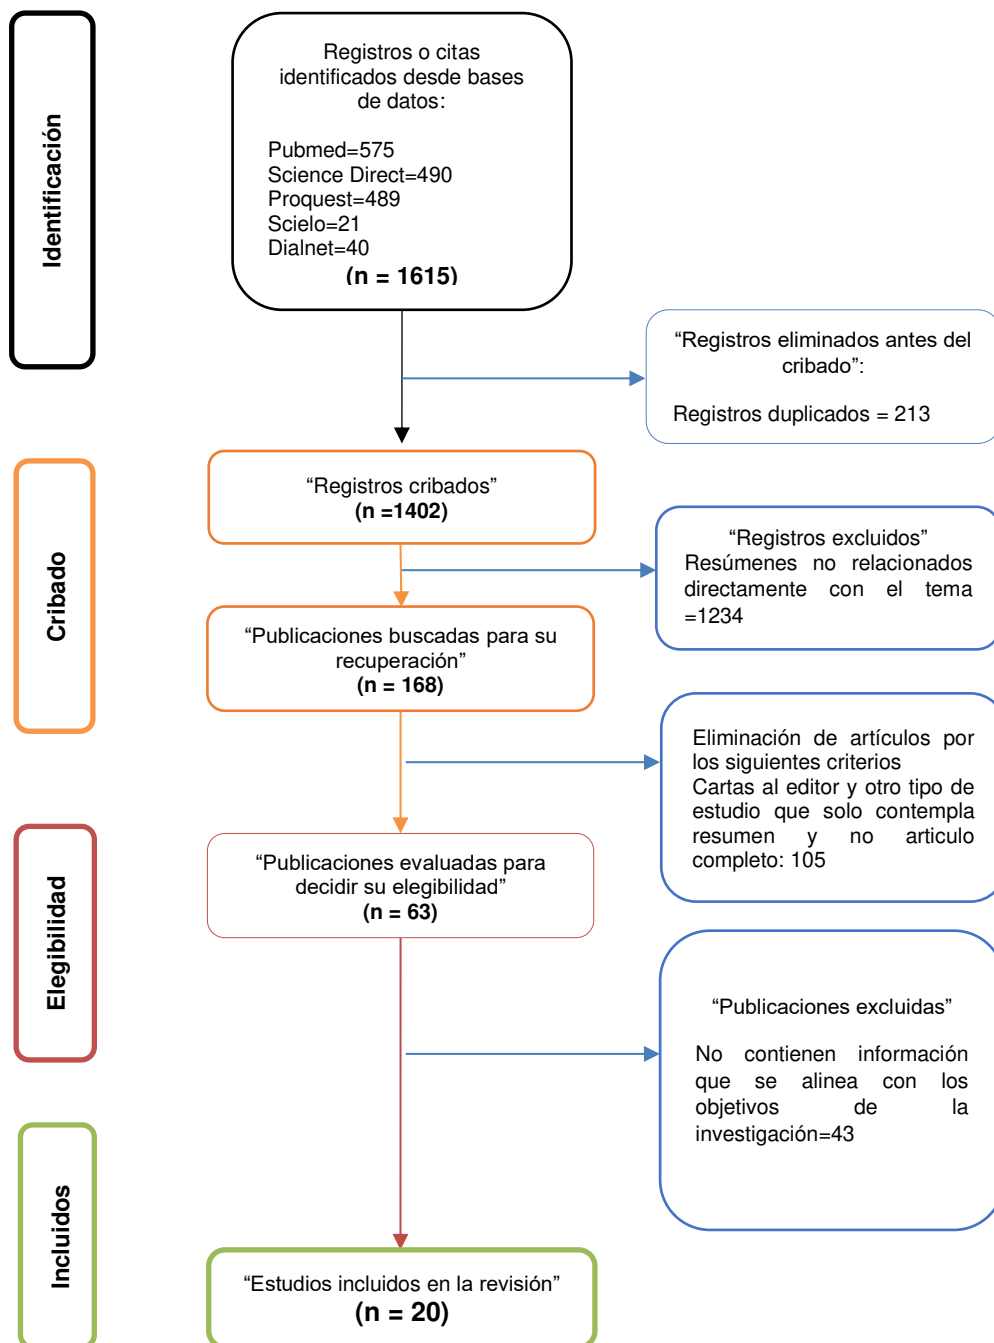 Identificación
Registros o citas
identificados desde bases
de datos:
Pubmed=575
Science Direct=490
Proquest=489
Scielo=21
Dialnet=40
(n = 1615)
“Registros eliminados antes del
cribado”:
Registros duplicados = 213
Cribado
“Registros cribados”
(n =1402)
“Registros excluidos”
Resúmenes no relacionados
directamente con el tema
=1234
“Publicaciones buscadas para su
recuperación”
(n = 168)
Eliminación de artículos por
los siguientes criterios
Cartas al editor y otro tipo de
estudio que solo contempla
resumen y no articulo
completo: 105
Elegibilidad
“Publicaciones evaluadas para
decidir su elegibilidad”
(n = 63)
“Publicaciones excluidas”
No contienen información
que se alinea con los
objetivos de la
investigación=43
Incluidos
“Estudios incluidos en la revisión”
(n = 20)